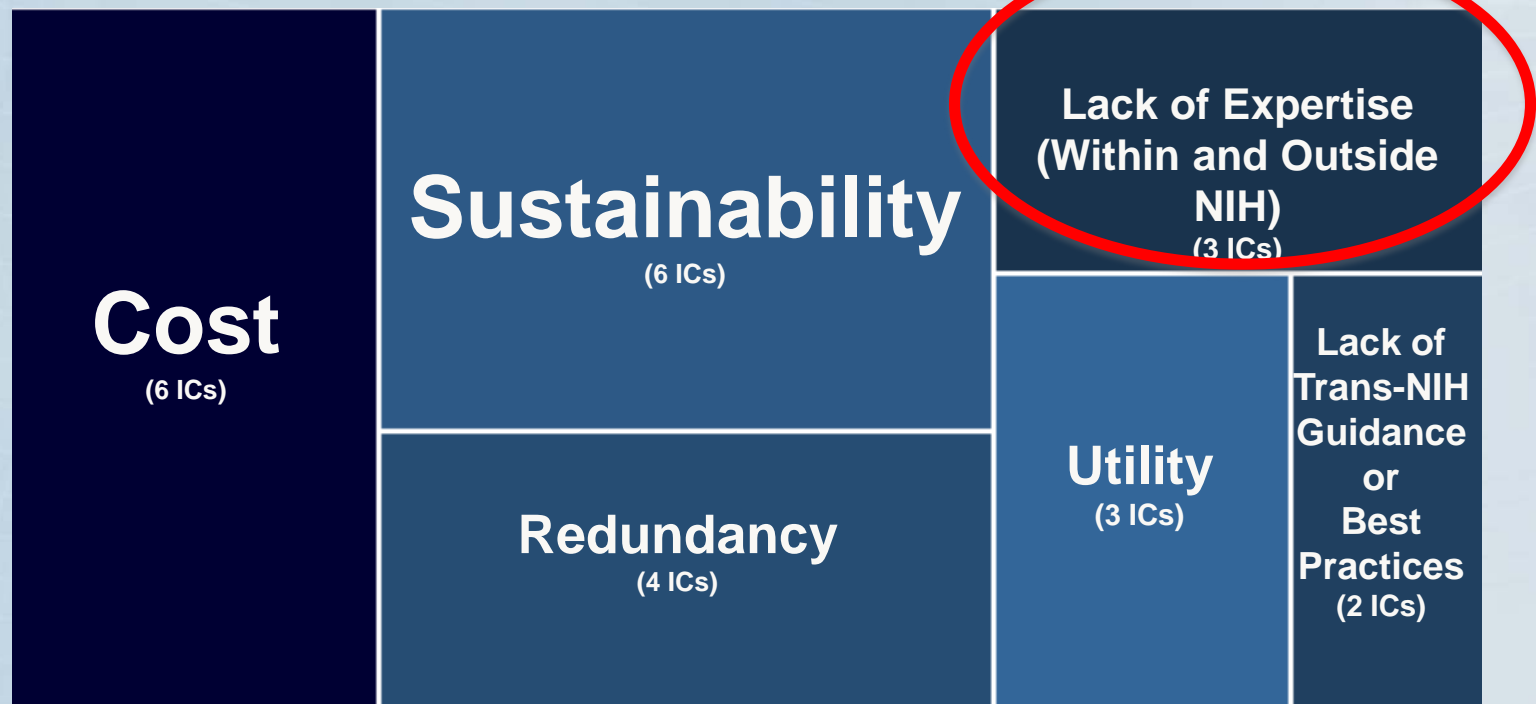 Cost
(6 ICs)
Sustainability
(6 ICs)
Redundancy
(4 ICs)
Lack of Expertise
(Within and Outside
NIH)
(3 ICs)
Utility
(3 ICs)
Lack of
Trans-NIH
Guidance
or
Best
Practices
(2 ICs)